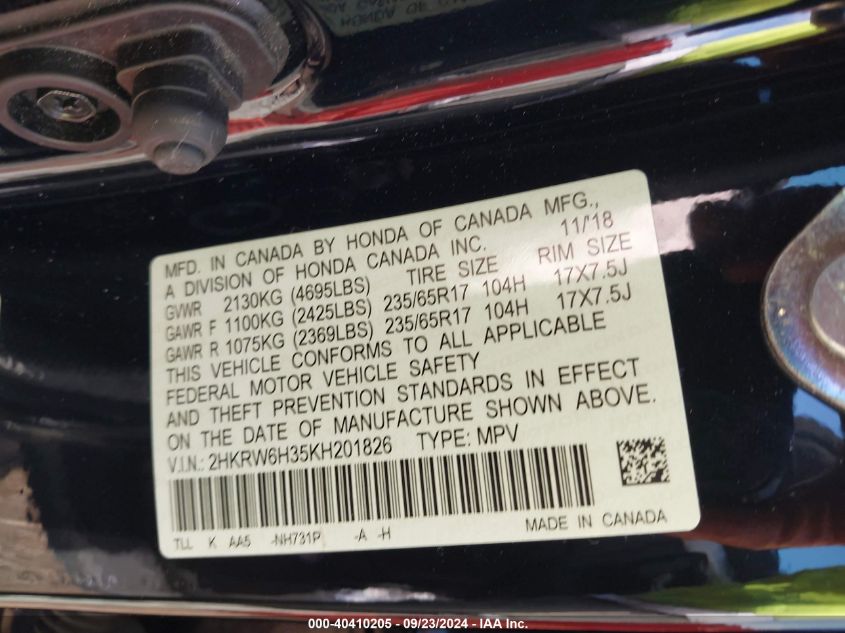 MFD. IN CANADA BY HONDA OF CANADA MFG.,
A DIVISION OF HONDA CANADA INC. 11/'18
GVWR 2130KG (4695LBS) TIRE SIZE RIM SIZE
GAWR F 1100KG (2425LBS) 235/65R17 104H 17X7.5J
GAWR R 1075KG (2369LBS) 235/65R17 104H 17X7.5J
THIS VEHICLE CONFORMS TO ALL APPLICABLE
FEDERAL MOTOR VEHICLE SAFETY
AND THEFT PREVENTION STANDARDS IN EFFECT
ON THE DATE OF MANUFACTURE SHOWN ABOVE.
V.I.N.: 2HKRW6H35KH201826 TYPE: MPV
TLL K AA5 -NH731P -A -H MADE IN CANADA
000-40410205 - 09/23/2024 - IAA Inc.